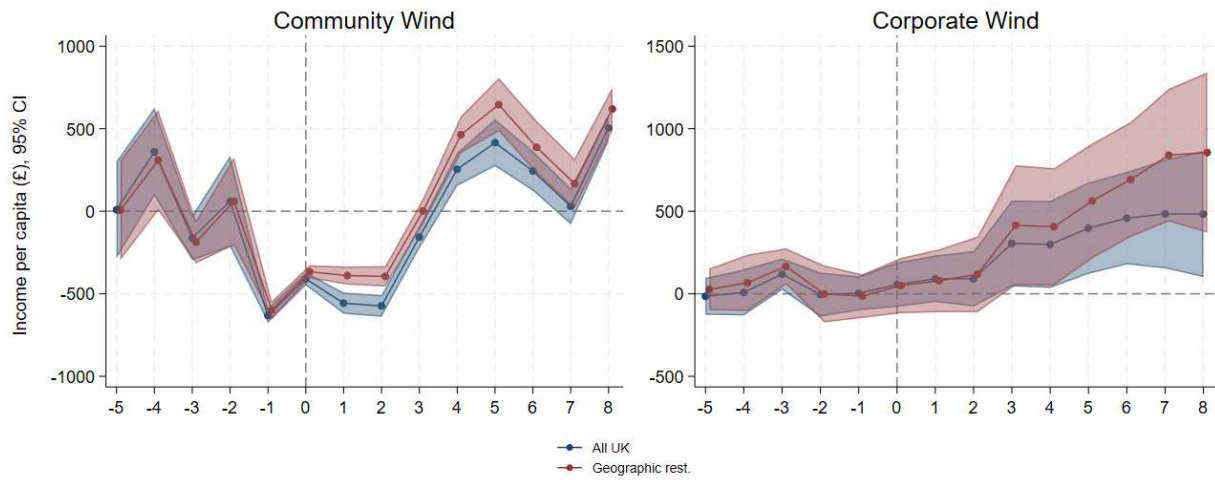 Community Wind
Corporate Wind
Income per capita (£), 95% CI
1000
500
0
-500
-1000
-5 -4 -3 -2 -1 0 1 2 3 4 5 6 7 8
1500
1000
500
0
-500
-5 -4 -3 -2 -1 0 1 2 3 4 5 6 7 8
All UK
Geographic rest.